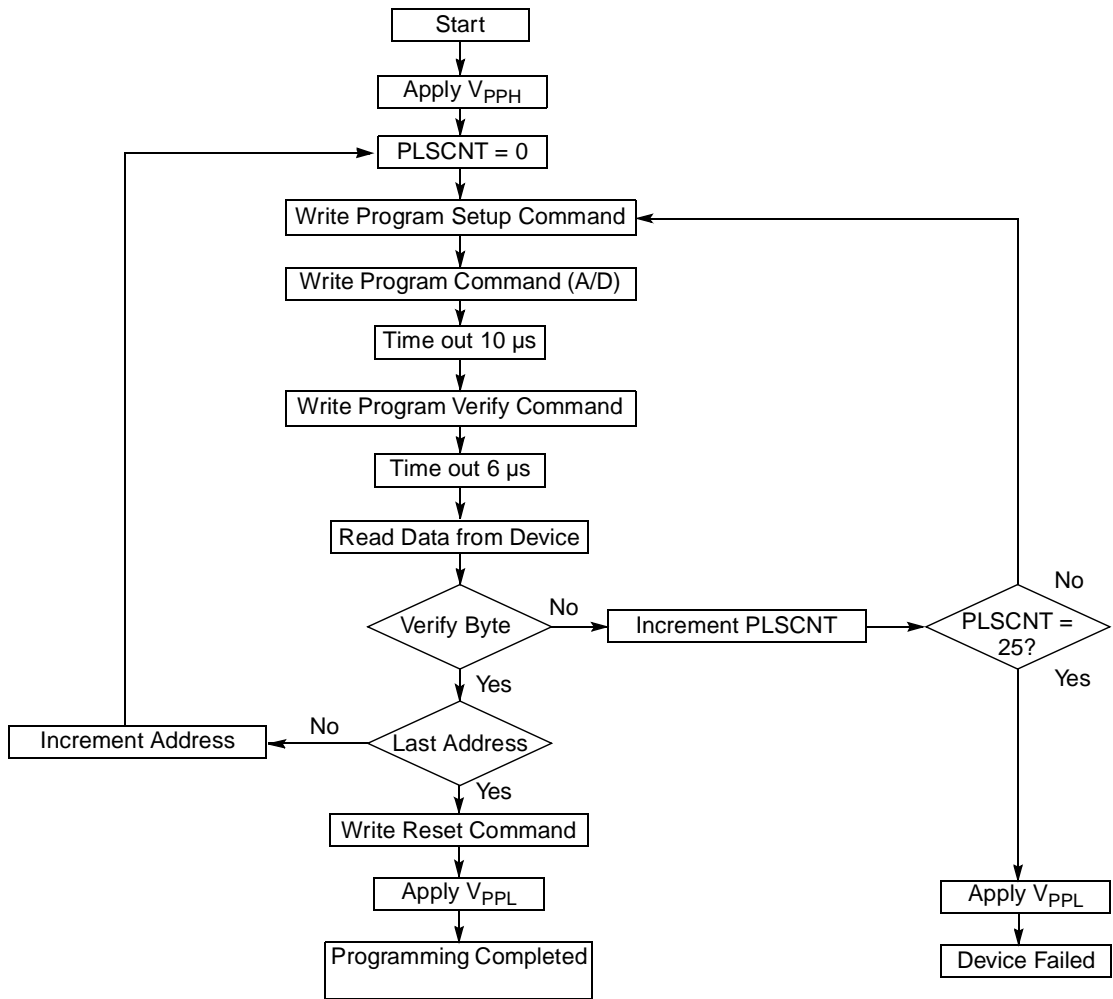 Start
Apply VPPH
PLSCNT = 0
Write Program Setup Command
Write Program Command (A/D)
Time out 10 µs
Write Program Verify Command
Time out 6 µs
Read Data from Device
Verify Byte
No
Increment PLSCNT
No
PLSCNT =
25?
Yes
Yes
Last Address
No
Increment Address
Yes
Write Reset Command
Apply VPPL
Programming Completed
Apply VPPL
Device Failed